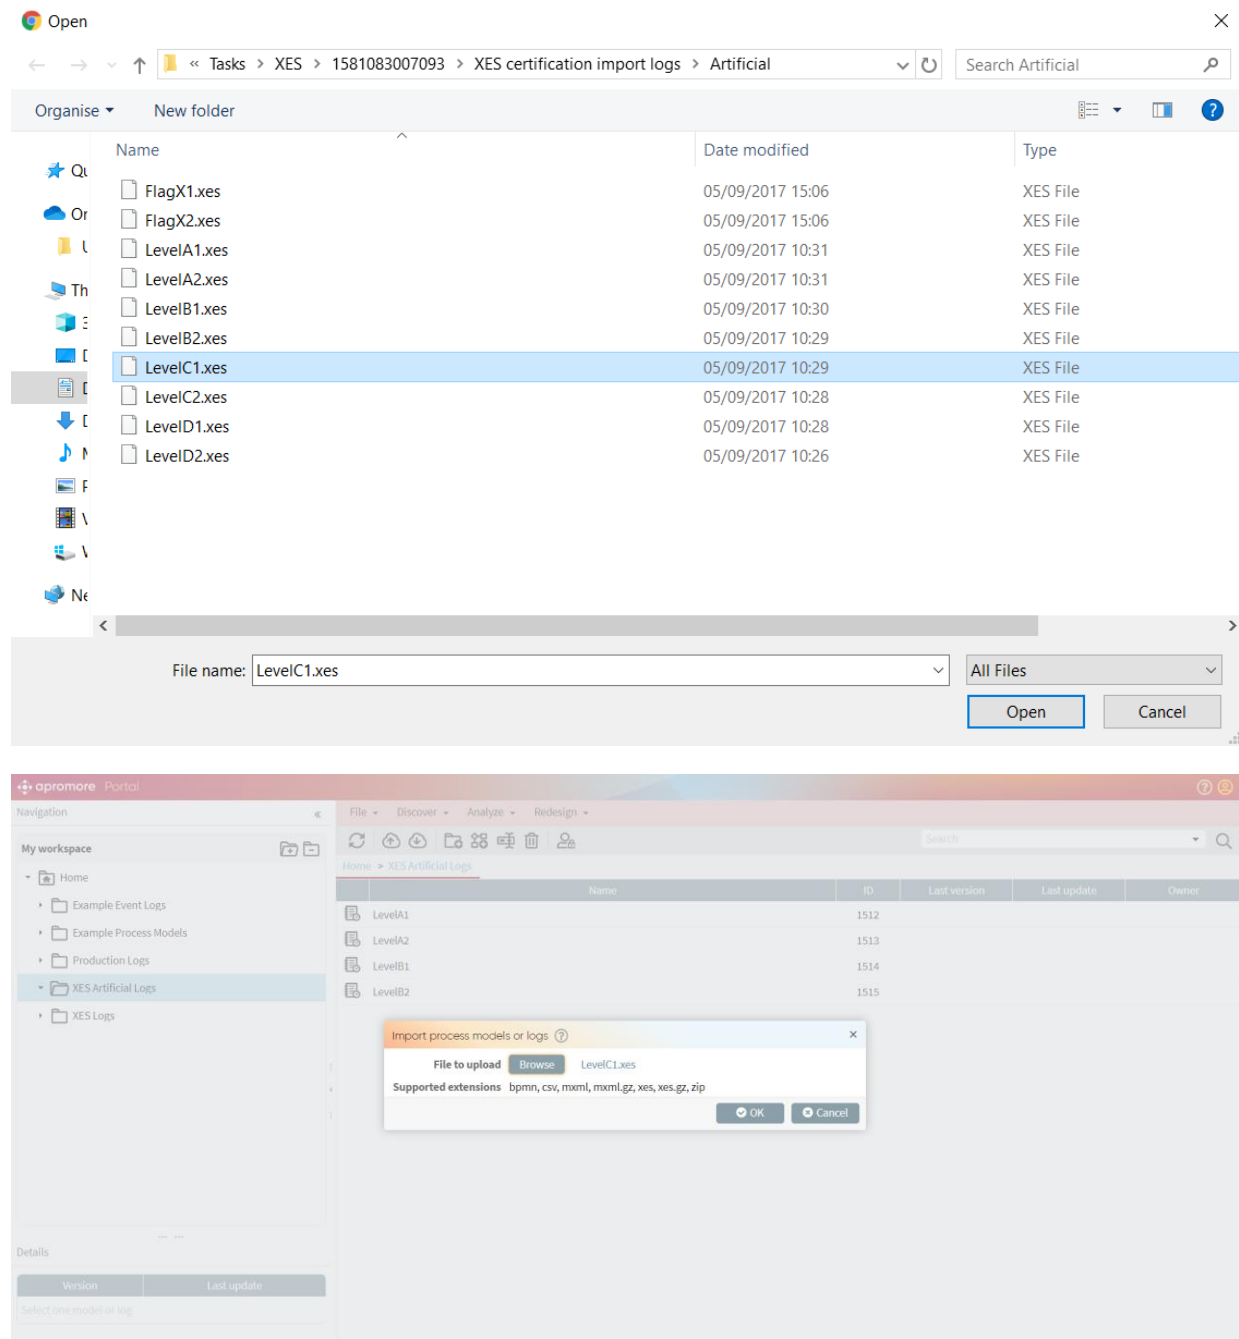 Open
« Tasks > XES > 1581083007093 > XES certification import logs > Artificial
Search Artificial
Organise New folder
Name Date modified Type
FlagX1.xes 05/09/2017 15:06 XES File
FlagX2.xes 05/09/2017 15:06 XES File
LevelA1.xes 05/09/2017 10:31 XES File
LevelA2.xes 05/09/2017 10:31 XES File
LevelB1.xes 05/09/2017 10:30 XES File
LevelB2.xes 05/09/2017 10:29 XES File
LevelC1.xes 05/09/2017 10:29 XES File
LevelC2.xes 05/09/2017 10:28 XES File
LevelD1.xes 05/09/2017 10:28 XES File
LevelD2.xes 05/09/2017 10:26 XES File
File name: LevelC1.xes All Files
Open Cancel
apromore Portal
Navigation «
File Discover Analyze Redesign
My workspace
Search
Home > XES Artificial Logs
Home
Example Event Logs
Example Process Models
Production Logs
XES Artificial Logs
XES Logs
Name ID Last version Last update Owner
LevelA1 1512
LevelA2 1513
LevelB1 1514
LevelB2 1515
Import process models or logs ?
File to upload Browse LevelC1.xes
Supported extensions bpmn, csv, mxml, mxml.gz, xes, xes.gz, zip
OK Cancel
Details
Version Last update
Select one model or log